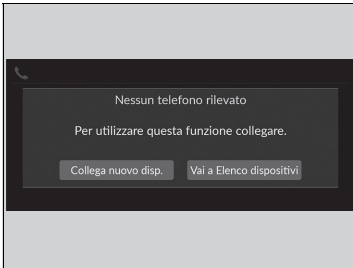 Nessun telefono rilevato
Per utilizzare questa funzione collegare.
Collega nuovo disp.
Vai a Elenco dispositivi